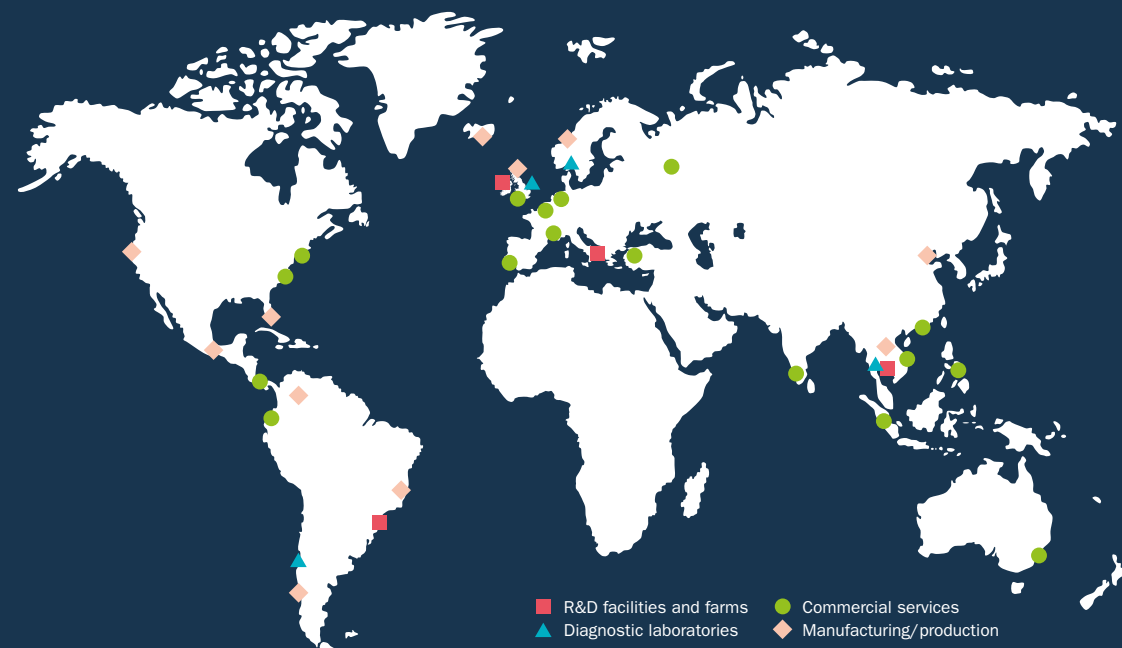 R&D facilities and farms
Commercial services
Diagnostic laboratories
Manufacturing/production